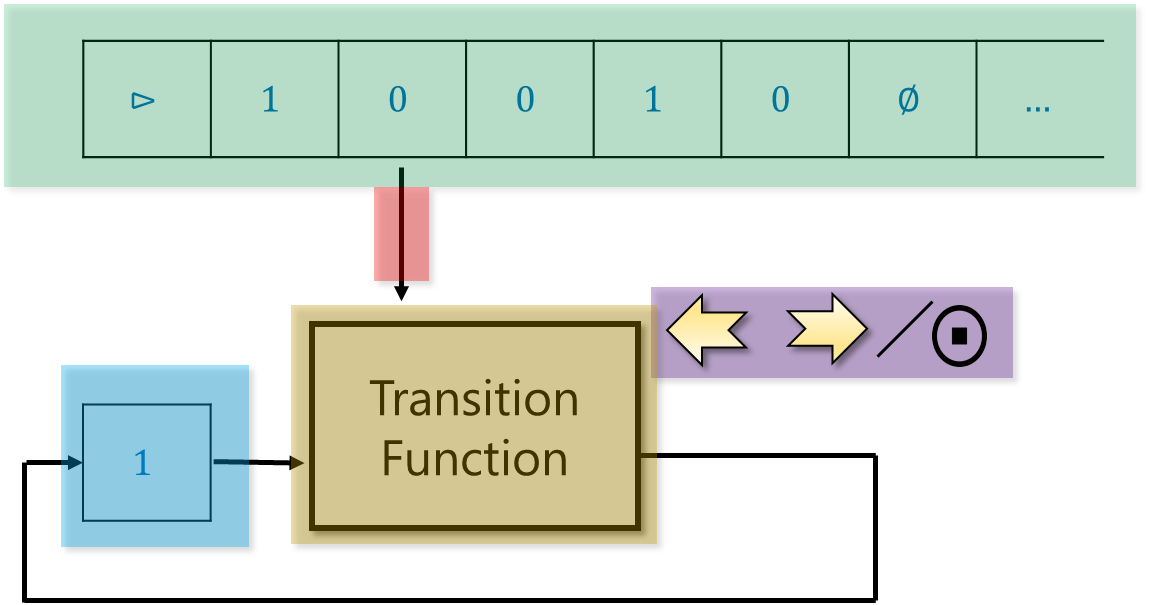 ⊳ 1 0 0 1 0 ∅ ...
Transition
Function
1